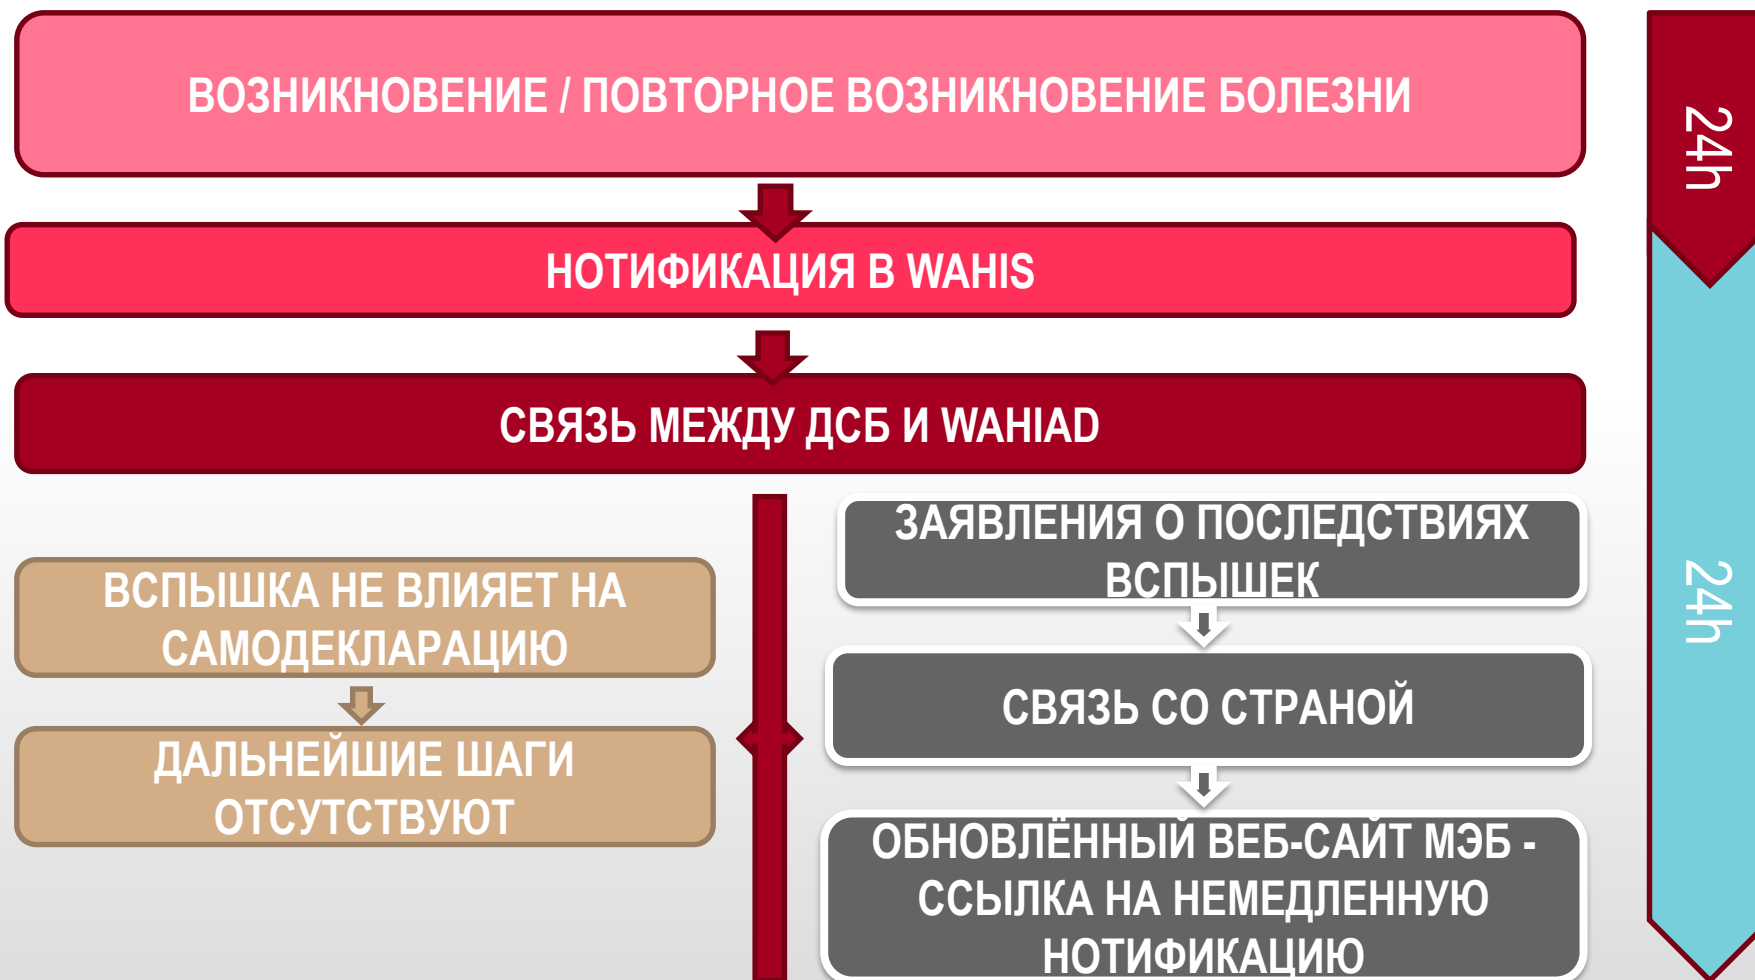 ВОЗНИКНОВЕНИЕ / ПОВТОРНОЕ ВОЗНИКНОВЕНИЕ БОЛЕЗНИ
24h
НОТИФИКАЦИЯ В WAHIS
СВЯЗЬ МЕЖДУ ДСБ И WAHIAD
ВСПЫШКА НЕ ВЛИЯЕТ НА
САМОДЕКЛАРАЦИЮ
ДАЛЬНЕЙШИЕ ШАГИ
ОТСУТСТВУЮТ
ЗАЯВЛЕНИЯ О ПОСЛЕДСТВИЯХ
ВСПЫШЕК
СВЯЗЬ СО СТРАНОЙ
ОБНОВЛЁННЫЙ ВЕБ-САЙТ МЭБ -
ССЫЛКА НА НЕМЕДЛЕННУЮ
НОТИФИКАЦИЮ
24h